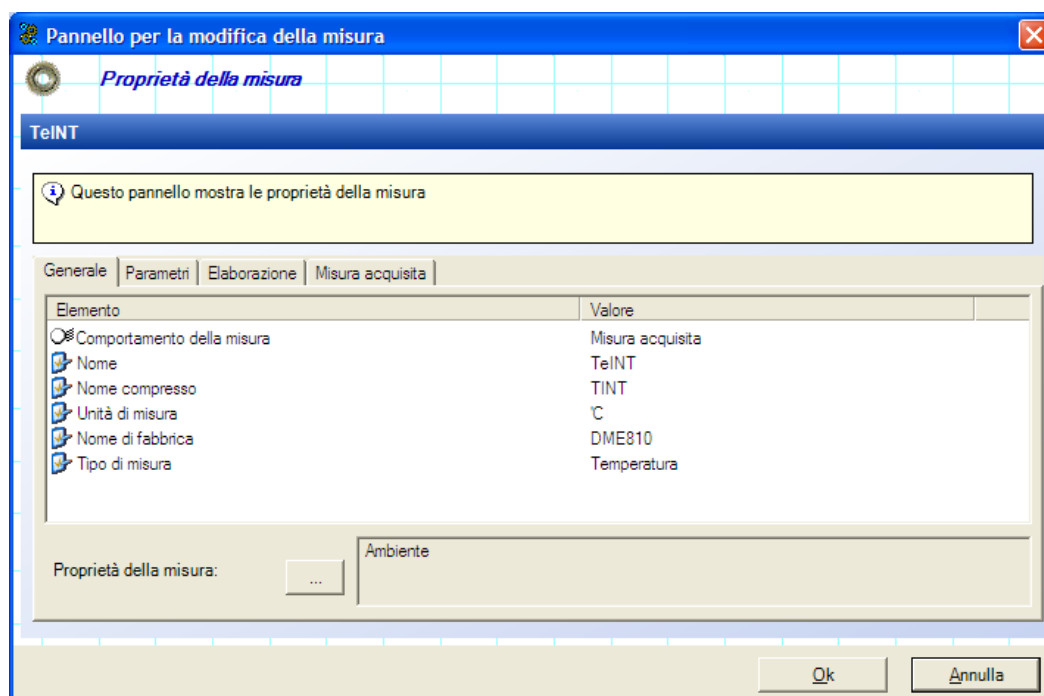 Pannello per la modifica della misura
Proprietà della misura
TeINT
Questo pannello mostra le proprietà della misura
Generale Parametri Elaborazione Misura acquisita
Elemento Valore
Comportamento della misura Misura acquisita
Nome TeINT
Nome compresso TINT
Unità di misura °C
Nome di fabbrica DME810
Tipo di misura Temperatura
Proprietà della misura: ... Ambiente
Ok Annulla